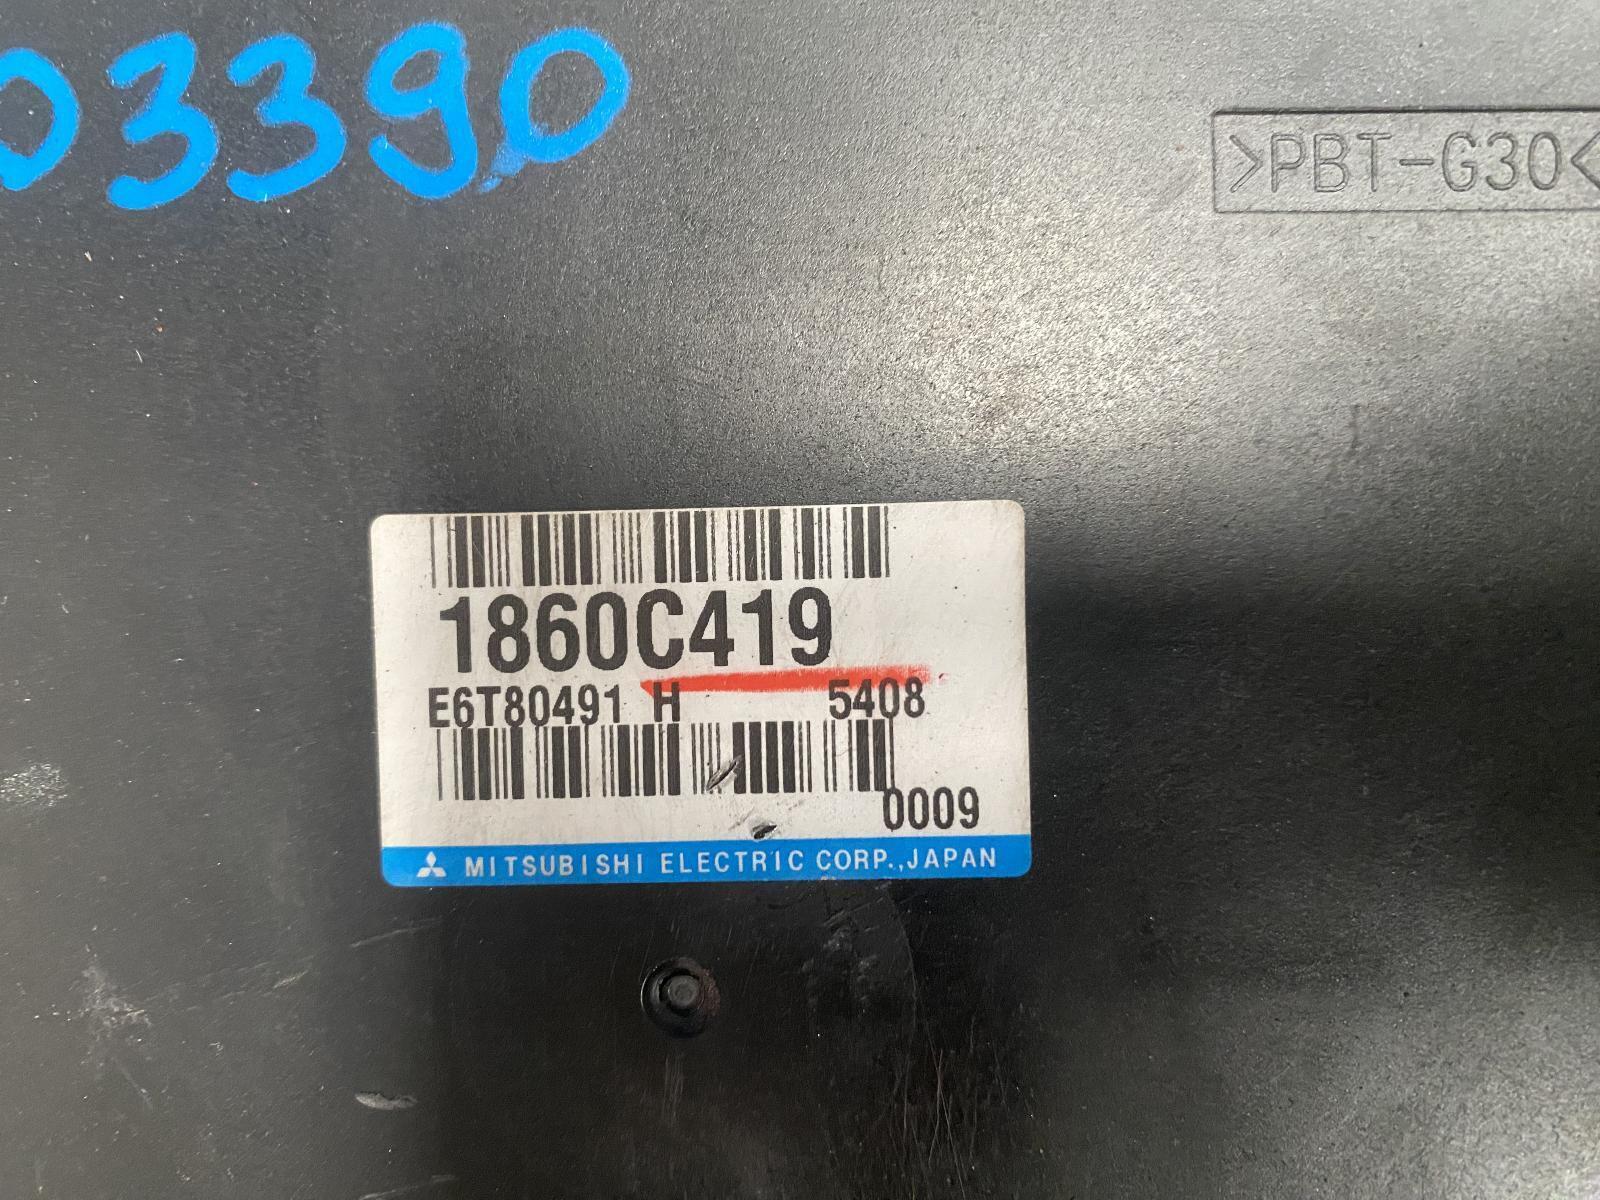 03390
>PBT-G30<
1860C419
E6T80491 H 5408
0009
MITSUBISHI ELECTRIC CORP.,JAPAN